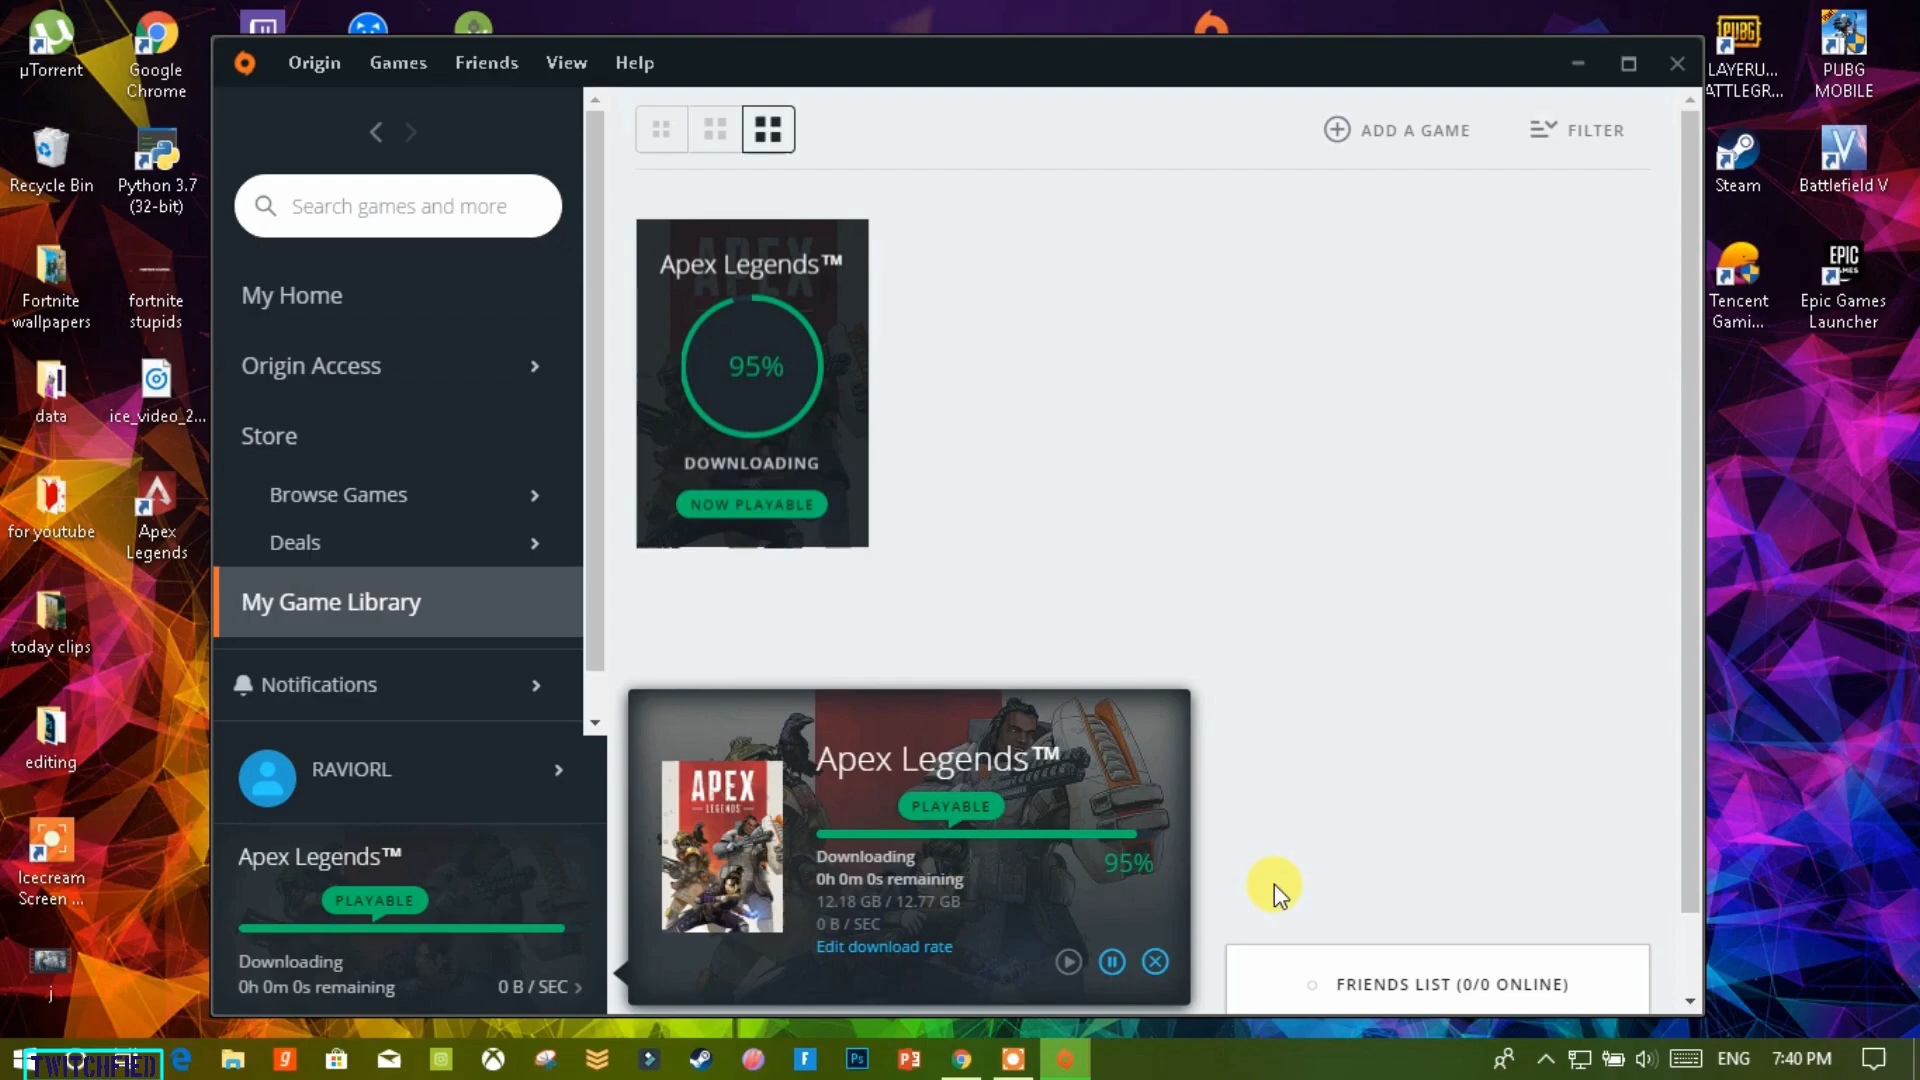 µTorrent
Google
Chrome
Recycle Bin
Python 3.7
(32-bit)
Fortnite
wallpapers
fortnite
stupids
data
ice_video_2...
for youtube
Apex
Legends
today clips
editing
Icecream
Screen ...
j
Origin
Games
Friends
View
Help
Search games and more
My Home
Origin Access
Store
Browse Games
Deals
My Game Library
Notifications
RAVIORL
Apex Legends™
PLAYABLE
Downloading
0h 0m 0s remaining
0 B / SEC
ADD A GAME
FILTER
Apex Legends™
95%
DOWNLOADING
NOW PLAYABLE
APEX
LEGENDS
Apex Legends™
PLAYABLE
Downloading
95%
0h 0m 0s remaining
12.18 GB / 12.77 GB
0 B / SEC
Edit download rate
FRIENDS LIST (0/0 ONLINE)
PUBG
LAYERU...
ATTLEGR...
PUBG
MOBILE
Steam
Battlefield V
Tencent
Gami...
EPIC
GAMES
Epic Games
Launcher
TWITCHFIED
Ps
ENG
7:40 PM